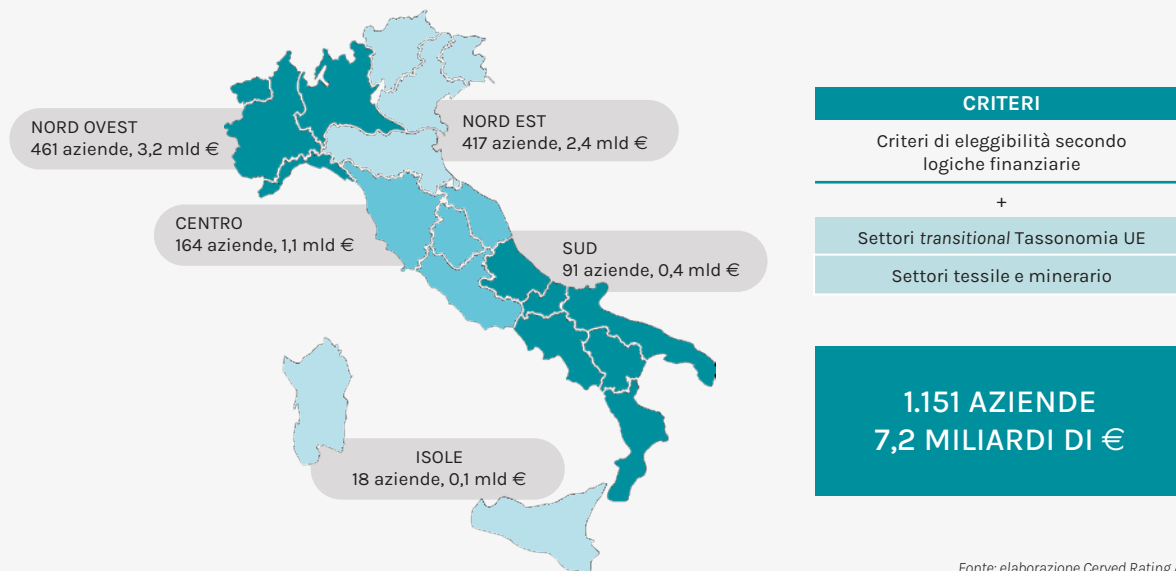 NORD OVEST
461 aziende, 3,2 mld €
NORD EST
417 aziende, 2,4 mld €
CENTRO
164 aziende, 1,1 mld €
SUD
91 aziende, 0,4 mld €
ISOLE
18 aziende, 0,1 mld €
CRITERI
Criteri di eleggibilità secondo
logiche finanziarie
+
Settori transitional Tassonomia UE
Settori tessile e minerario
1.151 AZIENDE
7,2 MILIARDI DI €
Fonte: elaborazione Cerved Rating